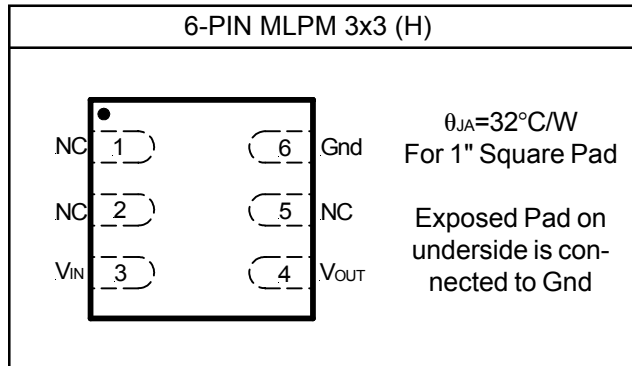 6-PIN MLPM 3x3 (H)
NC 1 6 Gnd
NC 2 5 NC
VIN 3 4 VOUT
θJA=32°C/W
For 1" Square Pad
Exposed Pad on
underside is con-
nected to Gnd